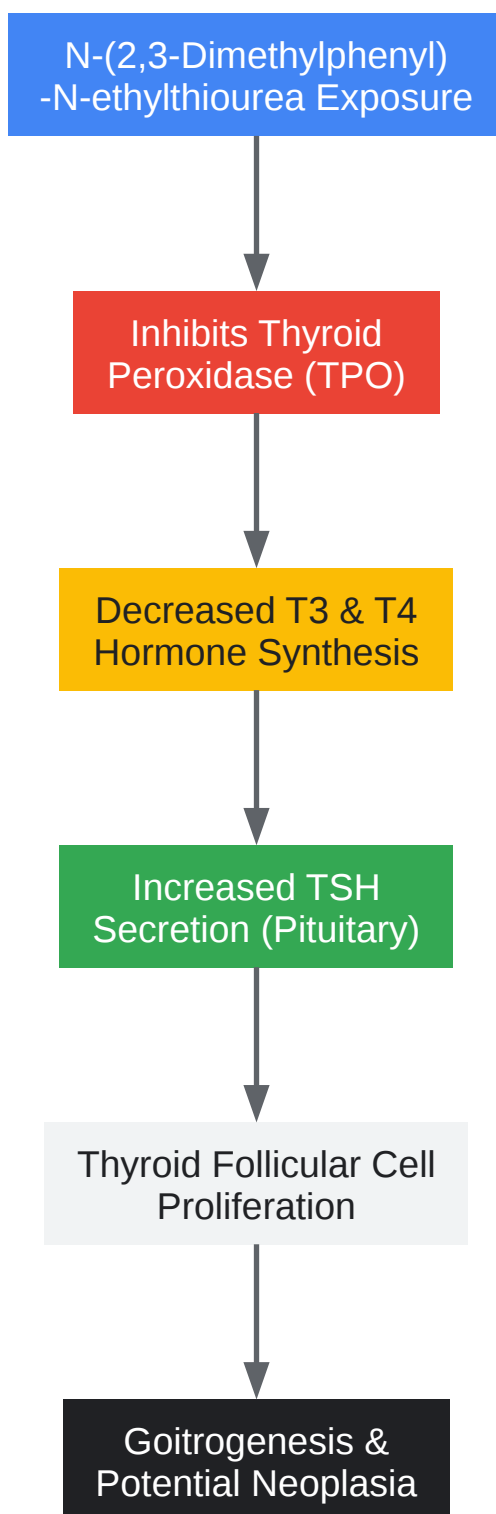 N-(2,3-Dimethylphenyl)
-N-ethylthiourea Exposure
Inhibits Thyroid
Peroxidase (TPO)
Decreased T3 & T4
Hormone Synthesis
Increased TSH
Secretion (Pituitary)
Thyroid Follicular Cell
Proliferation
Goitrogenesis &
Potential Neoplasia